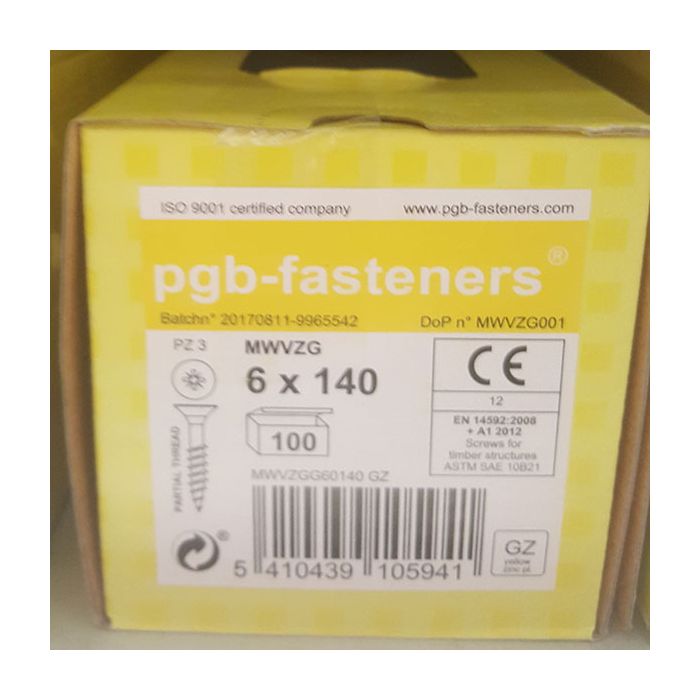 ISO 9001 certified company www.pgb-fasteners.com
pgb-fasteners®
Batchn° 20170811-9965542 DoP n° MWVZG001
PZ 3 MWVZG
6 x 140
100
PARTIAL THREAD
CE
12
EN 14592:2008
+ A1 2012
Screws for
timber structures
ASTM SAE 10B21
MWVZGG60140 GZ
®
5 410439 105941
GZ
yellow
zinc pl.